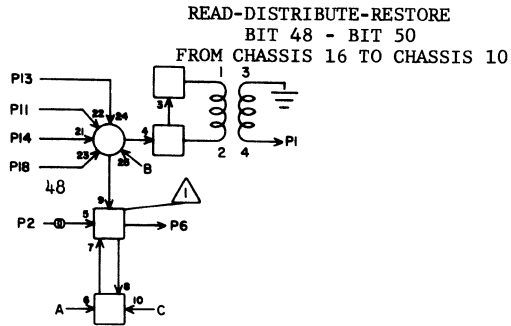 READ-DISTRIBUTE-RESTORE
BIT 48 - BIT 50
FROM CHASSIS 16 TO CHASSIS 10
P13
1 3
3
P11 22 24
P14 21 4
P18 23 25 B
2 4 P1
48
9
1
P2 5 P6
7
8
A 6 10 C